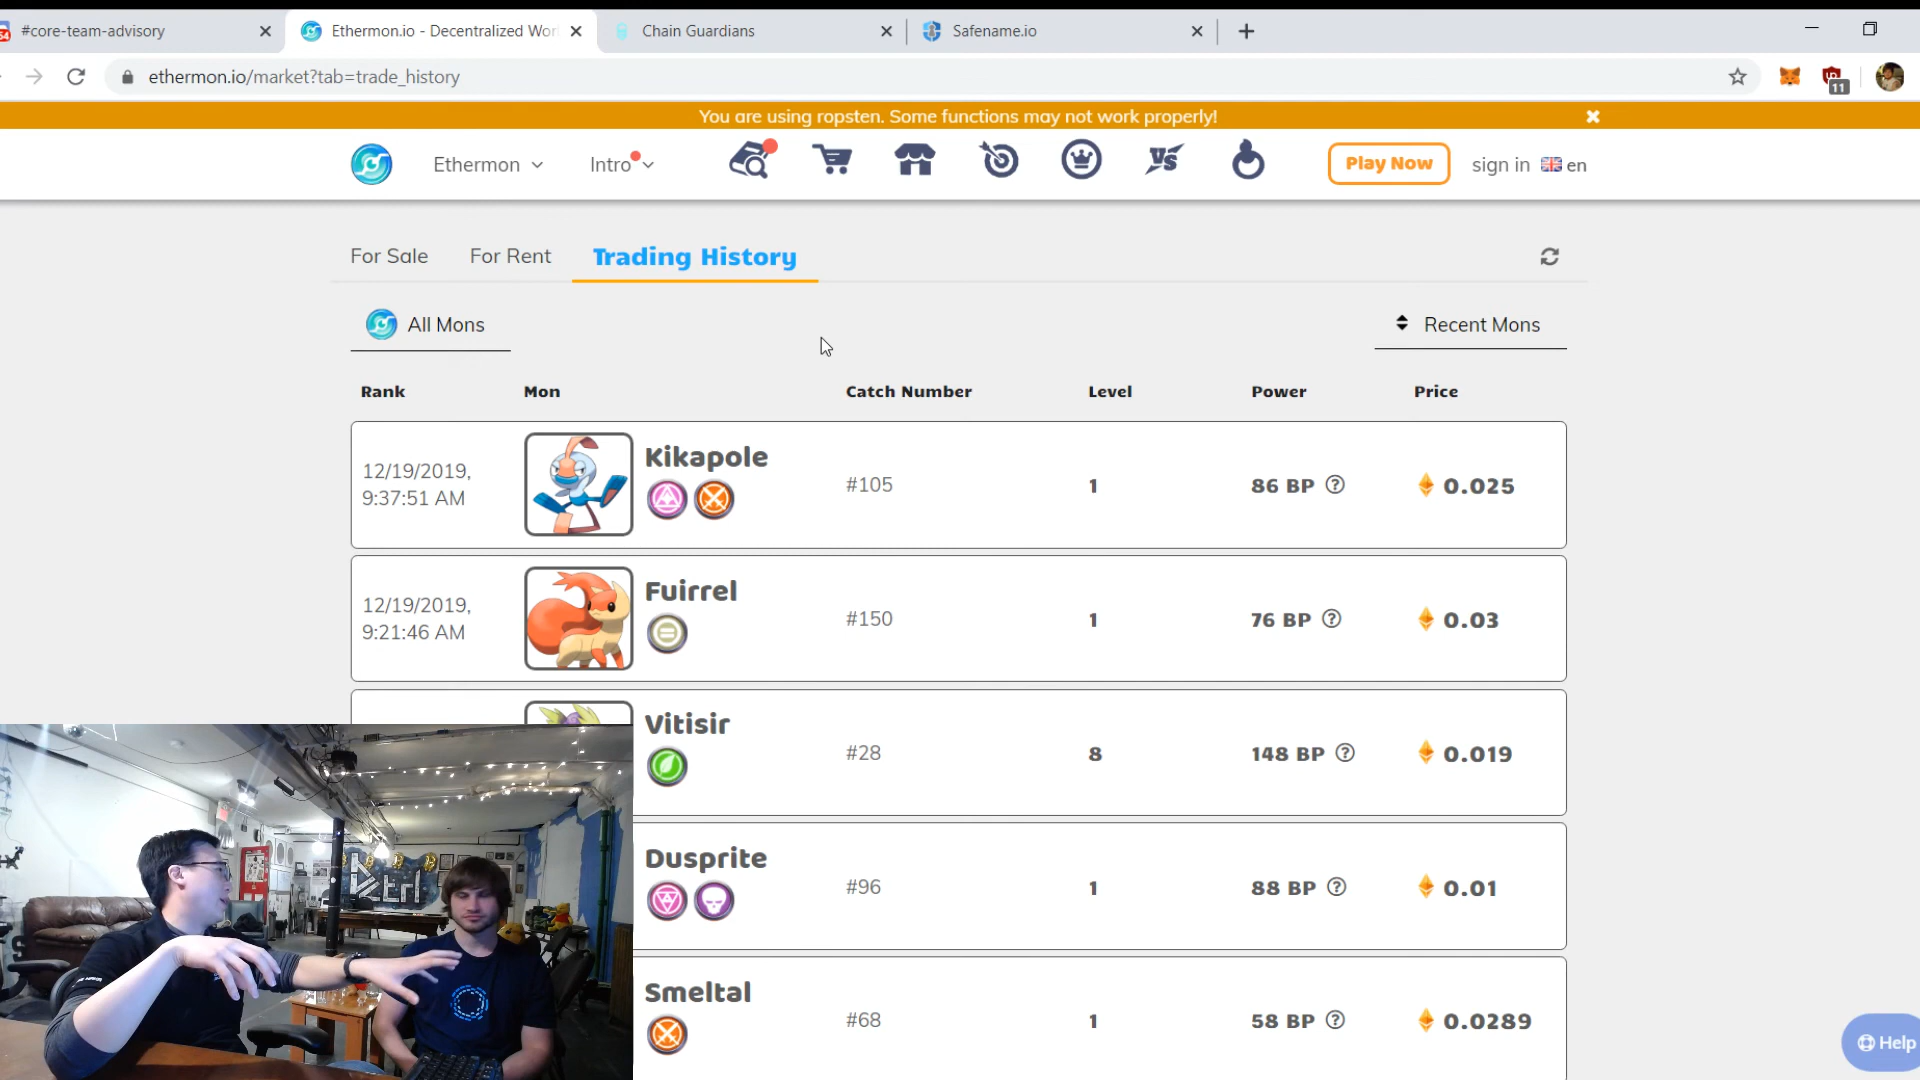 #core-team-advisory
Ethermon.io - Decentralized Wor
Chain Guardians
Safename.io
ethermon.io/market?tab=trade_history
11
You are using ropsten. Some functions may not work properly!
Ethermon
Intro
VS
Play Now
sign in
en
For Sale
For Rent
Trading History
All Mons
Recent Mons
Rank Mon Catch Number Level Power Price
12/19/2019, 9:37:51 AM
Kikapole
#105
1
86 BP
0.025
12/19/2019, 9:21:46 AM
Fuirrel
#150
1
76 BP
0.03
Vitisir
#28
8
148 BP
0.019
Dusprite
#96
1
88 BP
0.01
Smeltal
#68
1
58 BP
0.0289
Help